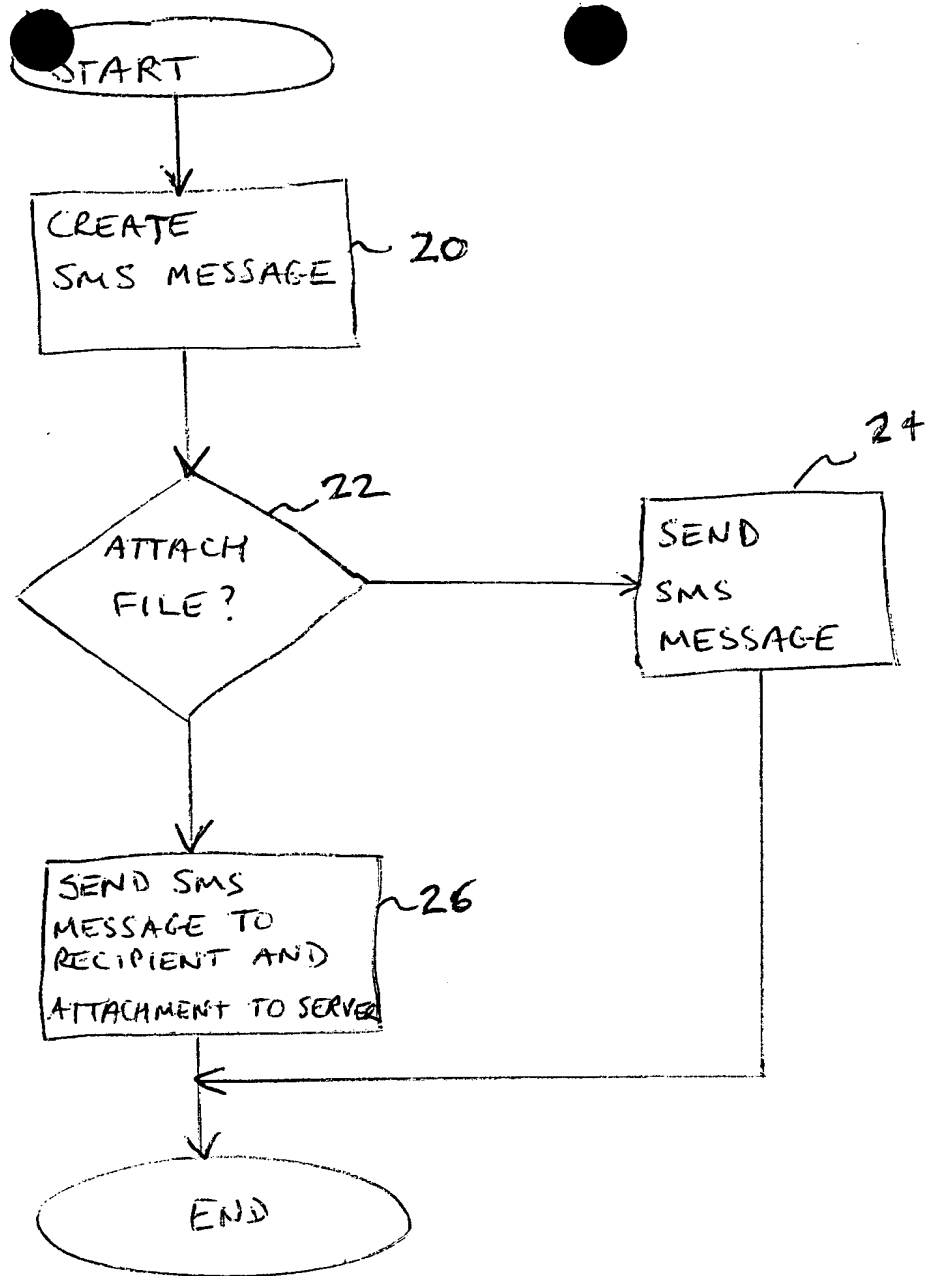 START
CREATE
SMS MESSAGE
20
ATTACH
FILE?
22
24
SEND
SMS
MESSAGE
SEND SMS
MESSAGE TO
RECIPIENT AND
ATTACHMENT TO SERVER
26
END